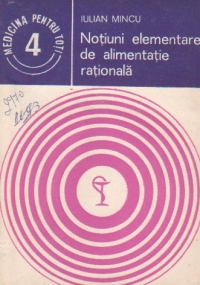 MEDICINA PENTRU TOȚI
4
IULIAN MINCU
Noțiuni elementare
de alimentație
rațională